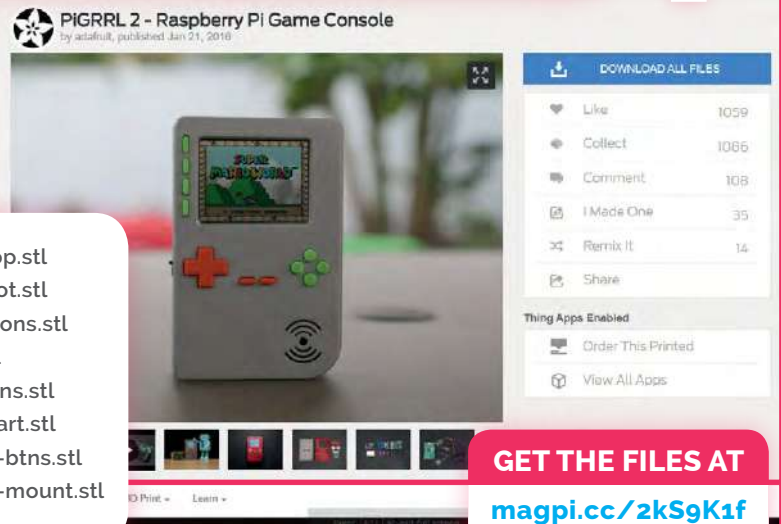 PiGRRL 2 - Raspberry Pi Game Console
by adafruit, published Jan 21, 2016
SUPER
MARIO WORLD
DOWNLOAD ALL FILES
Like 1059
Collect 1086
Comment 108
I Made One 35
Remix It 14
Share
Thing Apps Enabled
Order This Printed
View All Apps
op.stl
ot.stl
ons.stl
ns.stl
art.stl
-btns.stl
-mount.stl
3D Print
Learn
GET THE FILES AT
magpi.cc/2kS9K1f